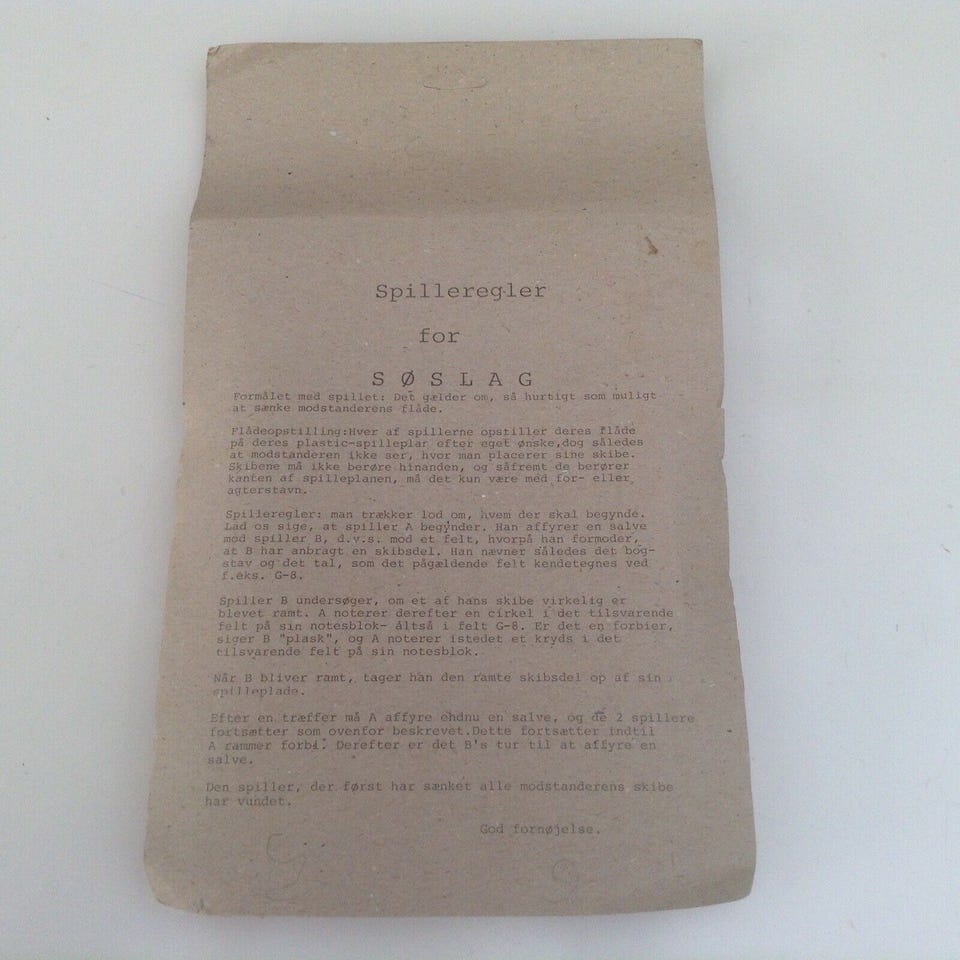 Spilleregler
for
S Ø S L A G
Formålet med spillet: Det gælder om, så hurtigt som muligt
at sænke modstanderens flåde.
Flådeopstilling:Hver af spillerne opstiller deres flåde
på deres plastic-spilleplar efter eget ønske,dog således
at modstanderen ikke ser, hvor man placerer sine skibe.
Skibene må ikke berøre hinanden, og såfremt de berører
kanten af spilleplanen, må det kun være med for- eller
agterstavn.
Spilleregler: man trækker lod om, hvem der skal begynde.
Lad os sige, at spiller A begynder. Han affyrer en salve
mod spiller B, d.v.s. mod et felt, hvorpå han formoder,
at B har anbragt en skibsdel. Han nævner således det bog-
stav og det tal, som det pågældende felt kendetegnes ved
f.eks. G-8.
Spiller B undersøger, om et af hans skibe virkelig er
blevet ramt. A noterer derefter en cirkel i det tilsvarende
felt på sin notesblok- altså i felt G-8. Er det en forbier,
siger B "plask", og A noterer istedet et kryds i det
tilsvarende felt på sin notesblok.
Når B bliver ramt, tager han den ramte skibsdel op af sin
spilleplade.
Efter en træffer må A affyre endnu en salve, og de 2 spillere
fortsætter som ovenfor beskrevet.Dette fortsætter indtil
A rammer forbi. Derefter er det B's tur til at affyre en
salve.
Den spiller, der først har sænket alle modstanderens skibe
har vundet.
God fornøjelse.